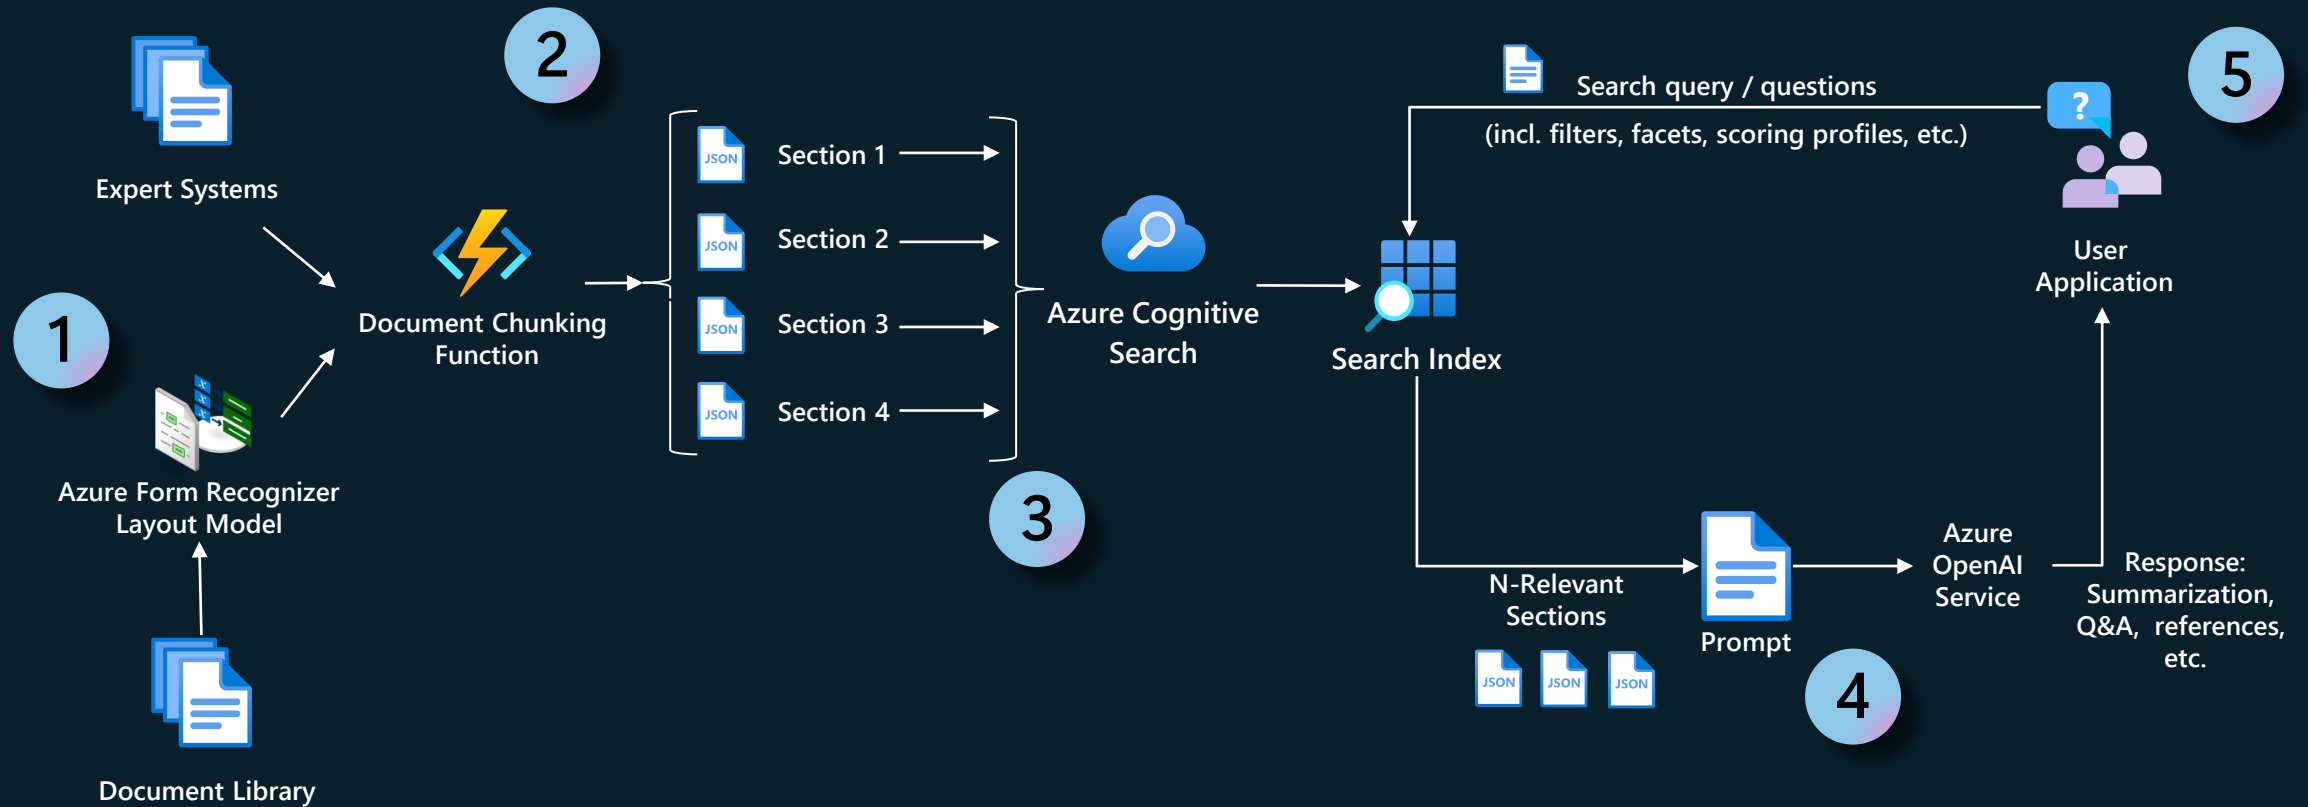 1
Expert Systems
Azure Form Recognizer
Layout Model
Document Library
2
Document Chunking
Function
JSON
Section 1
JSON
Section 2
JSON
Section 3
JSON
Section 4
3
Azure Cognitive
Search
Search query / questions
(incl. filters, facets, scoring profiles, etc.)
Search Index
N-Relevant
Sections
JSON
JSON
JSON
Prompt
4
Azure
OpenAI
Service
Response:
Summarization,
Q&A, references,
etc.
5
?
User
Application